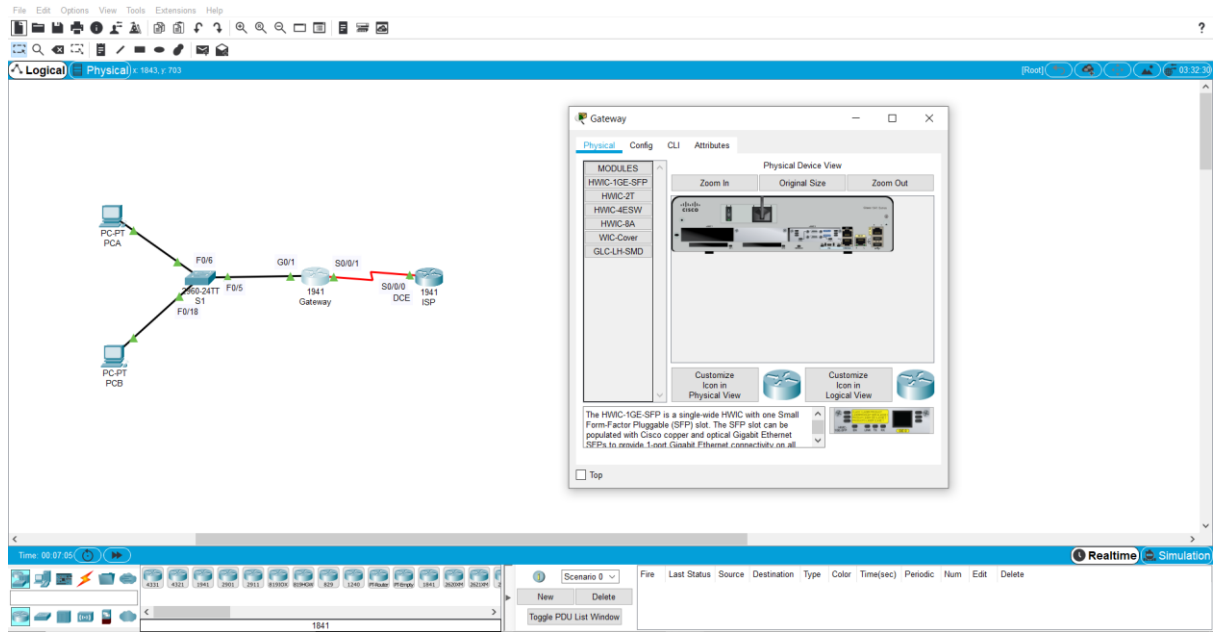 File Edit Options View Tools Extensions Help
?
Logical Physical x: 1843, y: 703 [Root] 03:32:30
Gateway
Physical Config CLI Attributes
MODULES
HWIC-1GE-SFP
HWIC-2T
HWIC-4ESW
HWIC-8A
WIC-Cover
GLC-LH-SMD
Physical Device View
Zoom In Original Size Zoom Out
CISCO
Customize
Icon in
Physical View
Customize
Icon in
Logical View
The HWIC-1GE-SFP is a single-wide HWIC with one Small
Form-Factor Pluggable (SFP) slot. The SFP slot can be
populated with Cisco copper and optical Gigabit Ethernet
SFPs to provide 1-port Gigabit Ethernet connectivity on all
Top
PC-PT
PCA
F0/6
G0/1
S0/0/1
2960-24TT
S1
F0/5
F0/18
1941
Gateway
S0/0/0
DCE
1941
ISP
PC-PT
PCB
Time: 00:07:05 Realtime Simulation
4331 4321 1941 2901 2911 819IOX 819HGW 829 1240 PT-Router PT-Empty 1841 2620XM 2621XM 2
1841
Scenario 0
New Delete
Toggle PDU List Window
Fire Last Status Source Destination Type Color Time(sec) Periodic Num Edit Delete